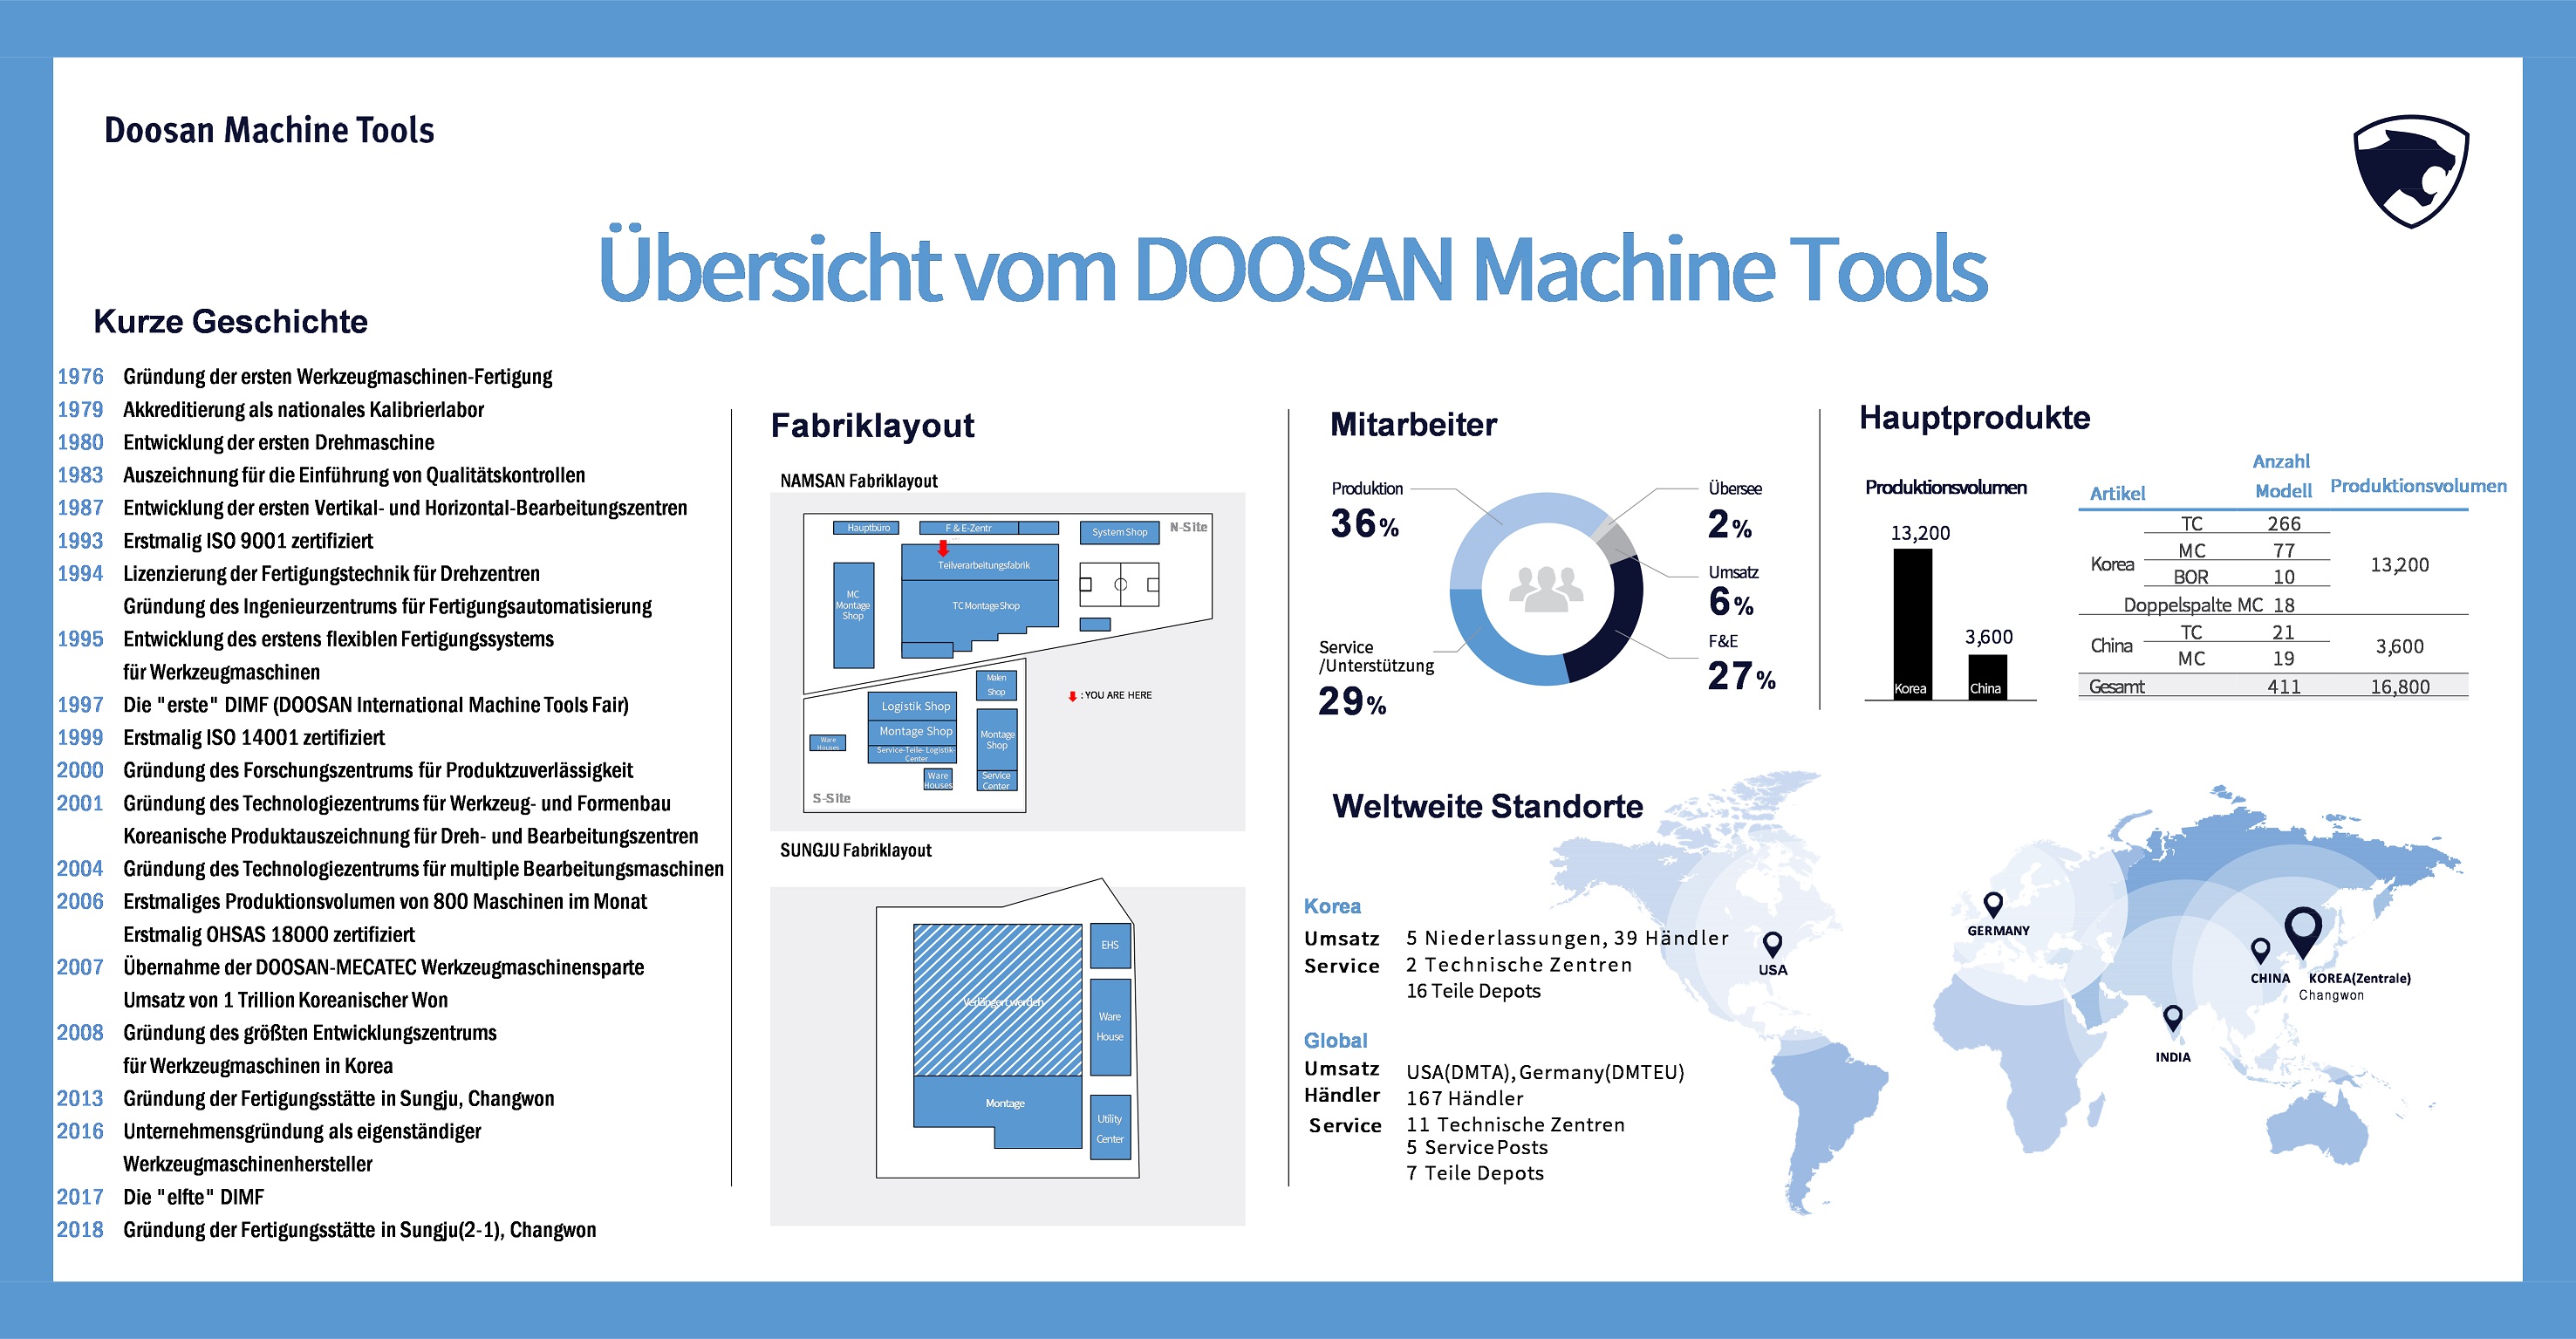 Doosan Machine Tools
Übersicht vom DOOSAN Machine Tools
Kurze Geschichte
1976 Gründung der ersten Werkzeugmaschinen-Fertigung
1979 Akkreditierung als nationales Kalibrierlabor
1980 Entwicklung der ersten Drehmaschine
1983 Auszeichnung für die Einführung von Qualitätskontrollen
1987 Entwicklung der ersten Vertikal- und Horizontal-Bearbeitungszentren
1993 Erstmalig ISO 9001 zertifiziert
1994 Lizenzierung der Fertigungstechnik für Drehzentren
Gründung des Ingenieurzentrums für Fertigungsautomatisierung
1995 Entwicklung des erstens flexiblen Fertigungssystems
für Werkzeugmaschinen
1997 Die "erste" DIMF (DOOSAN International Machine Tools Fair)
1999 Erstmalig ISO 14001 zertifiziert
2000 Gründung des Forschungszentrums für Produktzuverlässigkeit
2001 Gründung des Technologiezentrums für Werkzeug- und Formenbau
Koreanische Produktauszeichnung für Dreh- und Bearbeitungszentren
2004 Gründung des Technologiezentrums für multiple Bearbeitungsmaschinen
2006 Erstmaliges Produktionsvolumen von 800 Maschinen im Monat
Erstmalig OHSAS 18000 zertifiziert
2007 Übernahme der DOOSAN-MECATEC Werkzeugmaschinensparte
Umsatz von 1 Trillion Koreanischer Won
2008 Gründung des größten Entwicklungszentrums
für Werkzeugmaschinen in Korea
2013 Gründung der Fertigungsstätte in Sungju, Changwon
2016 Unternehmensgründung als eigenständiger
Werkzeugmaschinenhersteller
2017 Die "elfte" DIMF
2018 Gründung der Fertigungsstätte in Sungju(2-1), Changwon
Fabriklayout
NAMSAN Fabriklayout
Hauptbüro
F & E-Zentr
System Shop
N-Site
Teilverarbeitungsfabrik
MC
Montage
Shop
TC Montage Shop
Malen
Shop
: YOU ARE HERE
Logistik Shop
Montage Shop
Service-Teile-Logistik-
Center
Ware
Houses
Montage
Shop
Ware
Houses
Service
Center
S-Site
SUNGJU Fabriklayout
EHS
Verlängert werden
Ware
House
Montage
Utility
Center
Mitarbeiter
Produktion
36%
Übersee
2%
Umsatz
6%
F&E
27%
Service
/Unterstützung
29%
Hauptprodukte
Produktionsvolumen
13,200
3,600
Korea
China
Artikel Anzahl Modell Produktionsvolumen
Korea TC 266 13,200
MC 77
BOR 10
Doppelspalte MC 18
China TC 21 3,600
MC 19
Gesamt 411 16,800
Weltweite Standorte
Korea
Umsatz 5 Niederlassungen, 39 Händler
Service 2 Technische Zentren
16 Teile Depots
Global
Umsatz USA(DMTA), Germany(DMTEU)
Händler 167 Händler
Service 11 Technische Zentren
5 Service Posts
7 Teile Depots
USA
GERMANY
CHINA
KOREA(Zentrale)
Changwon
INDIA